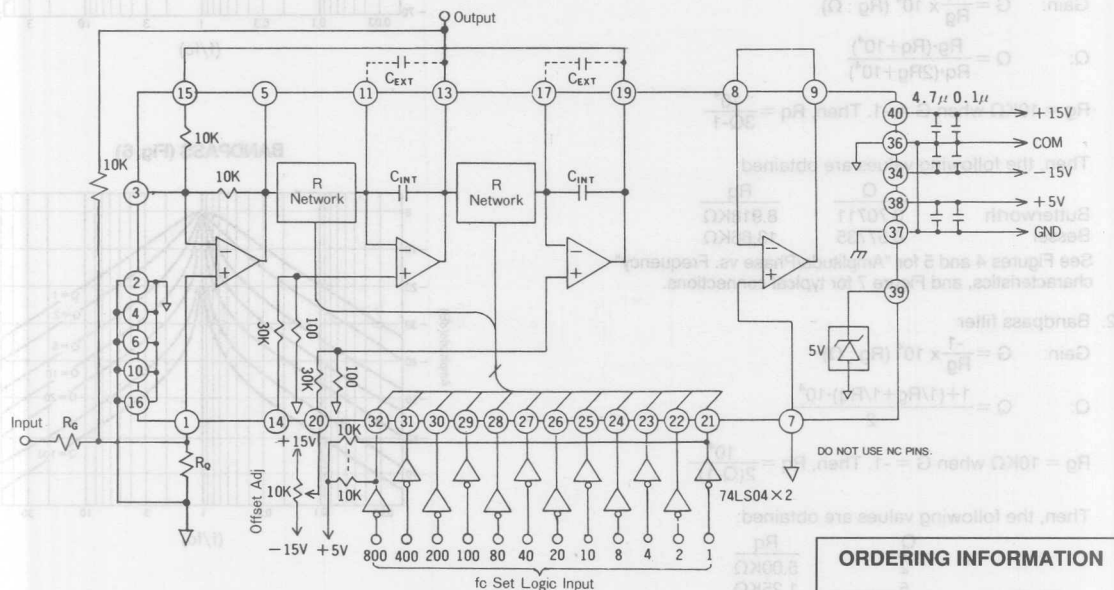 Output
C_EXT
C_EXT
15
5
11
13
17
19
8
9
4.7μ 0.1μ
40
+15V
36
COM
34
−15V
38
+5V
37
GND
39
10K
10K
3
10K
R Network
C_INT
R Network
C_INT
2
4
6
10
16
30K
100
30K
100
5V
Input
R_G
1
R_Q
14
20
32
31
30
29
28
27
26
25
24
23
22
21
7
+15V
10K
10K
10K
Offset Adj
−15V
+5V
74LS04×2
DO NOT USE NC PINS.
800
400
200
100
80
40
20
10
8
4
2
1
fc Set Logic Input
ORDERING INFORMATION